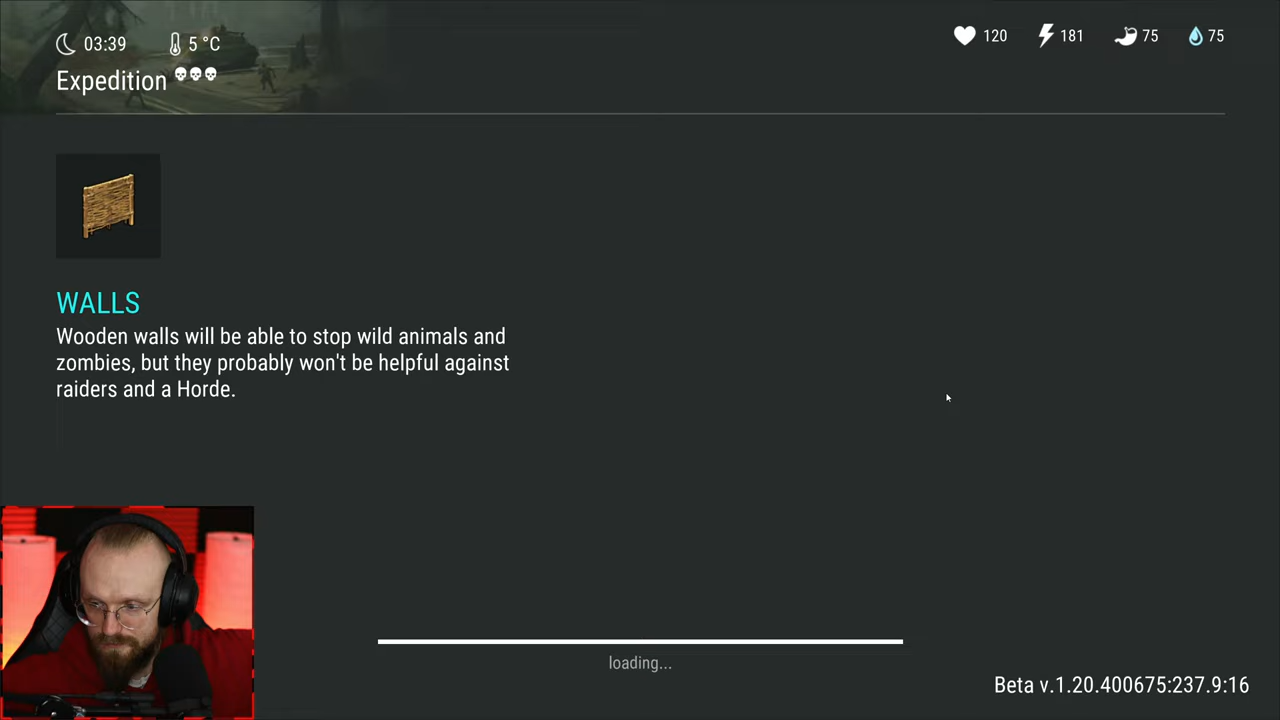 03:39 5 °C 120 181 75 75
Expedition
WALLS
Wooden walls will be able to stop wild animals and
zombies, but they probably won't be helpful against
raiders and a Horde.
loading...
Beta v.1.20.400675:237.9:16